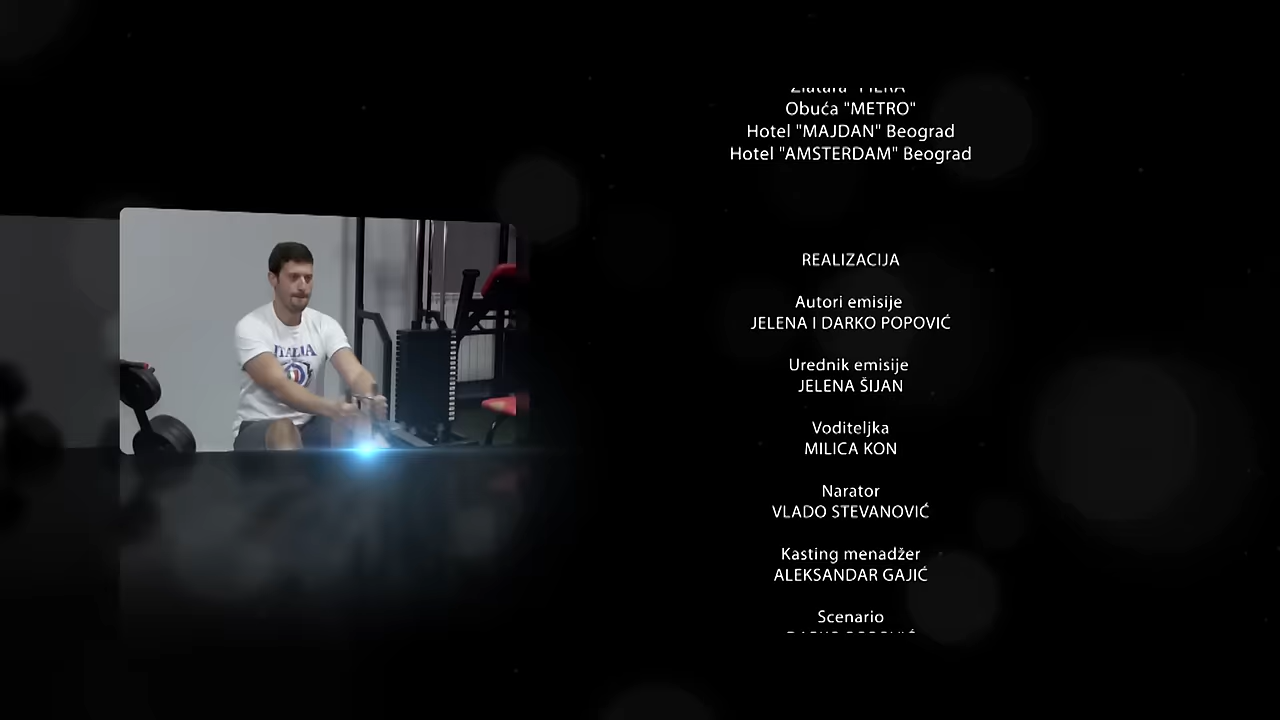 Obuća "METRO"
Hotel "MAJDAN" Beograd
Hotel "AMSTERDAM" Beograd
REALIZACIJA
Autori emisije
JELENA I DARKO POPOVIĆ
Urednik emisije
JELENA ŠIJAN
Voditeljka
MILICA KON
Narator
VLADO STEVANOVIĆ
Kasting menadžer
ALEKSANDAR GAJIĆ
Scenario
ITALIA